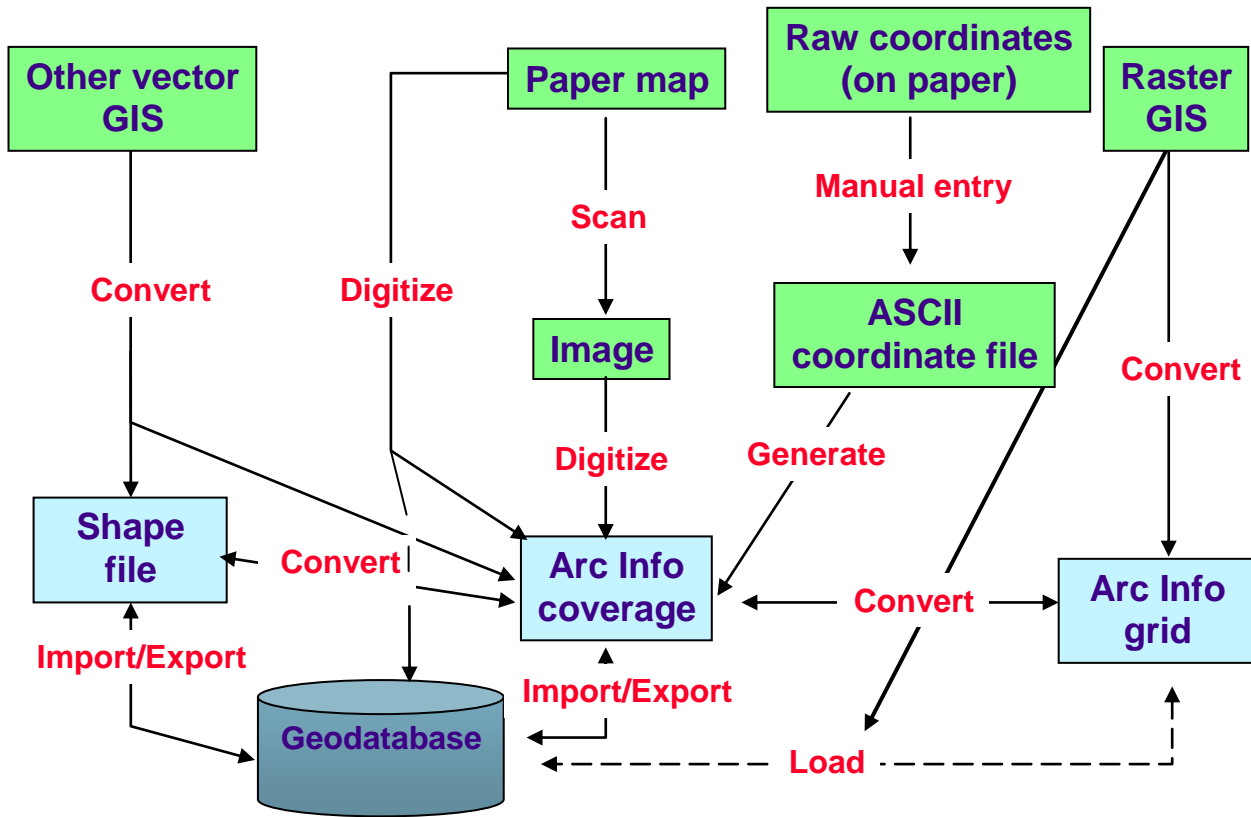 Other vector
GIS
Paper map
Raw coordinates
(on paper)
Raster
GIS
Manual entry
Scan
Convert
Digitize
ASCII
coordinate file
Image
Convert
Digitize
Generate
Shape
file
Convert
Arc Info
coverage
Convert
Arc Info
grid
Import/Export
Import/Export
Geodatabase
Load